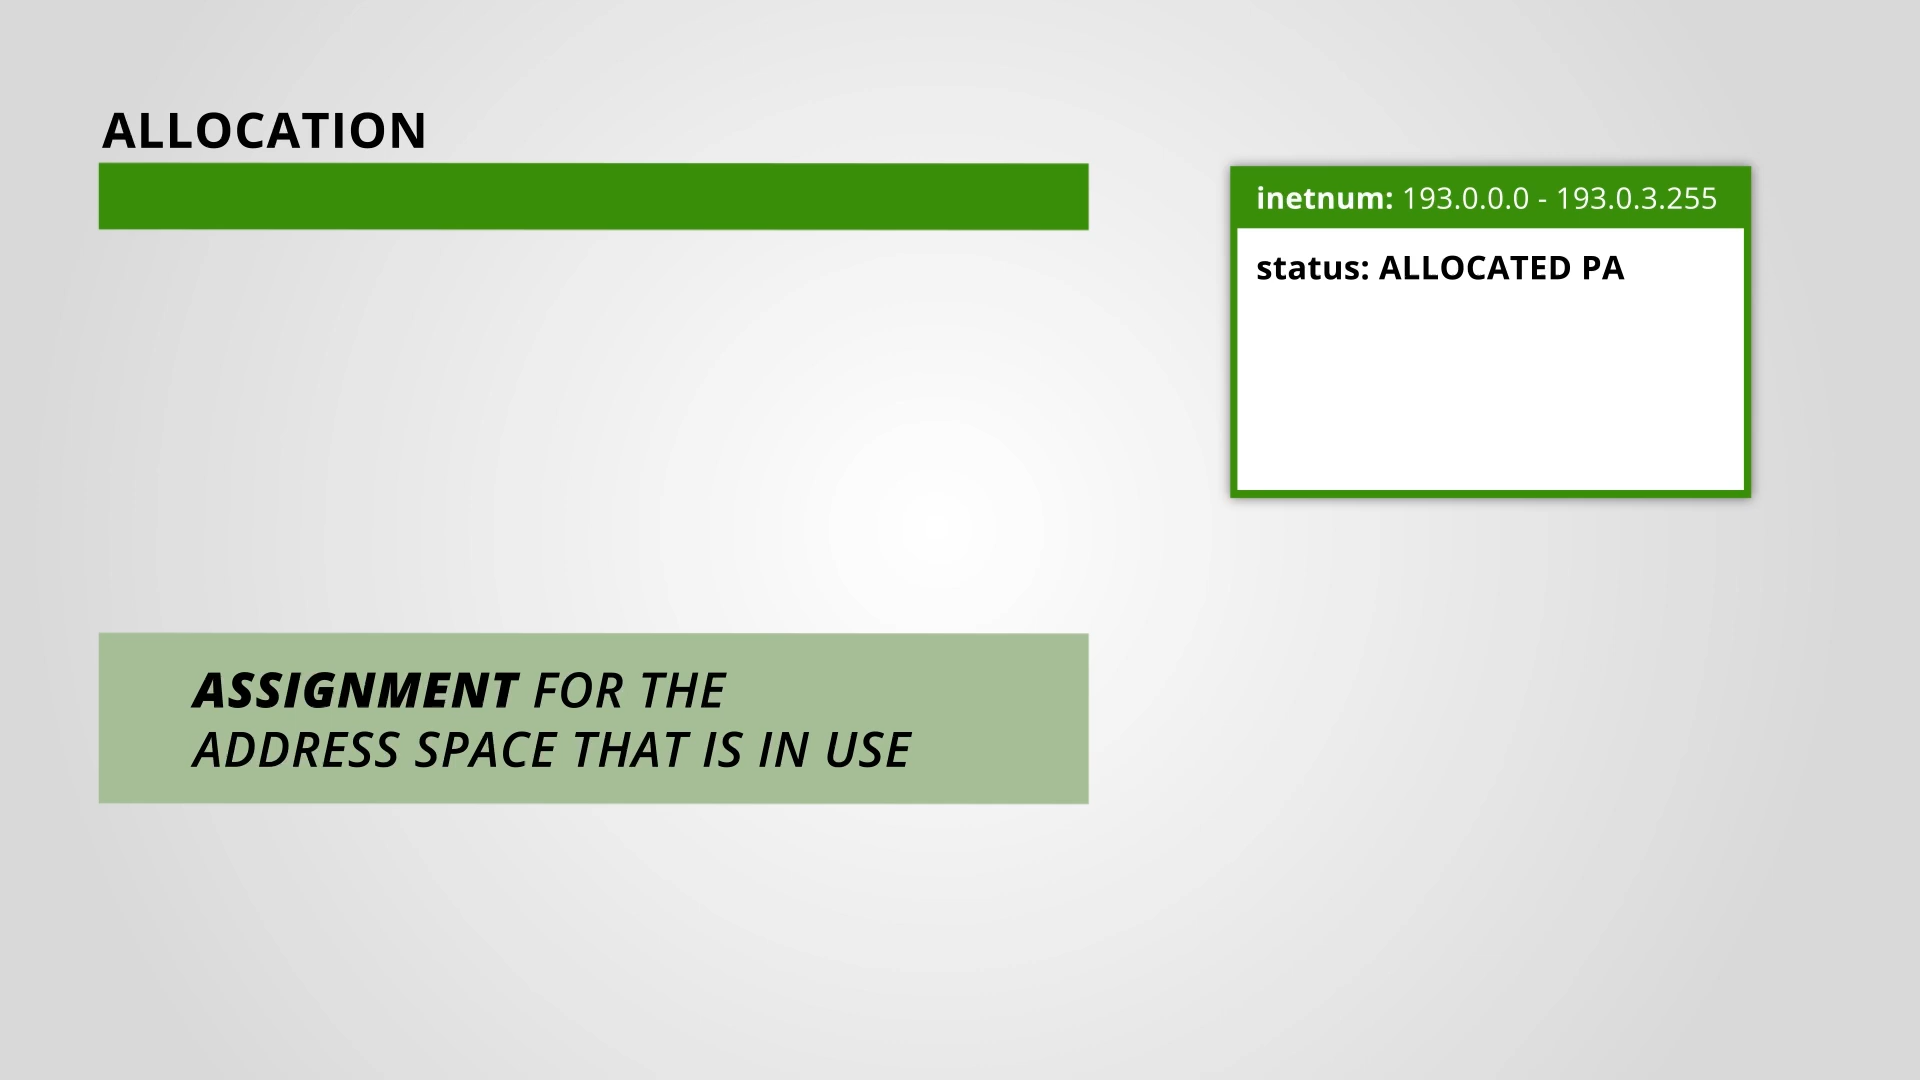 ALLOCATION
inetnum: 193.0.0.0 - 193.0.3.255
status: ALLOCATED PA
ASSIGNMENT FOR THE
ADDRESS SPACE THAT IS IN USE